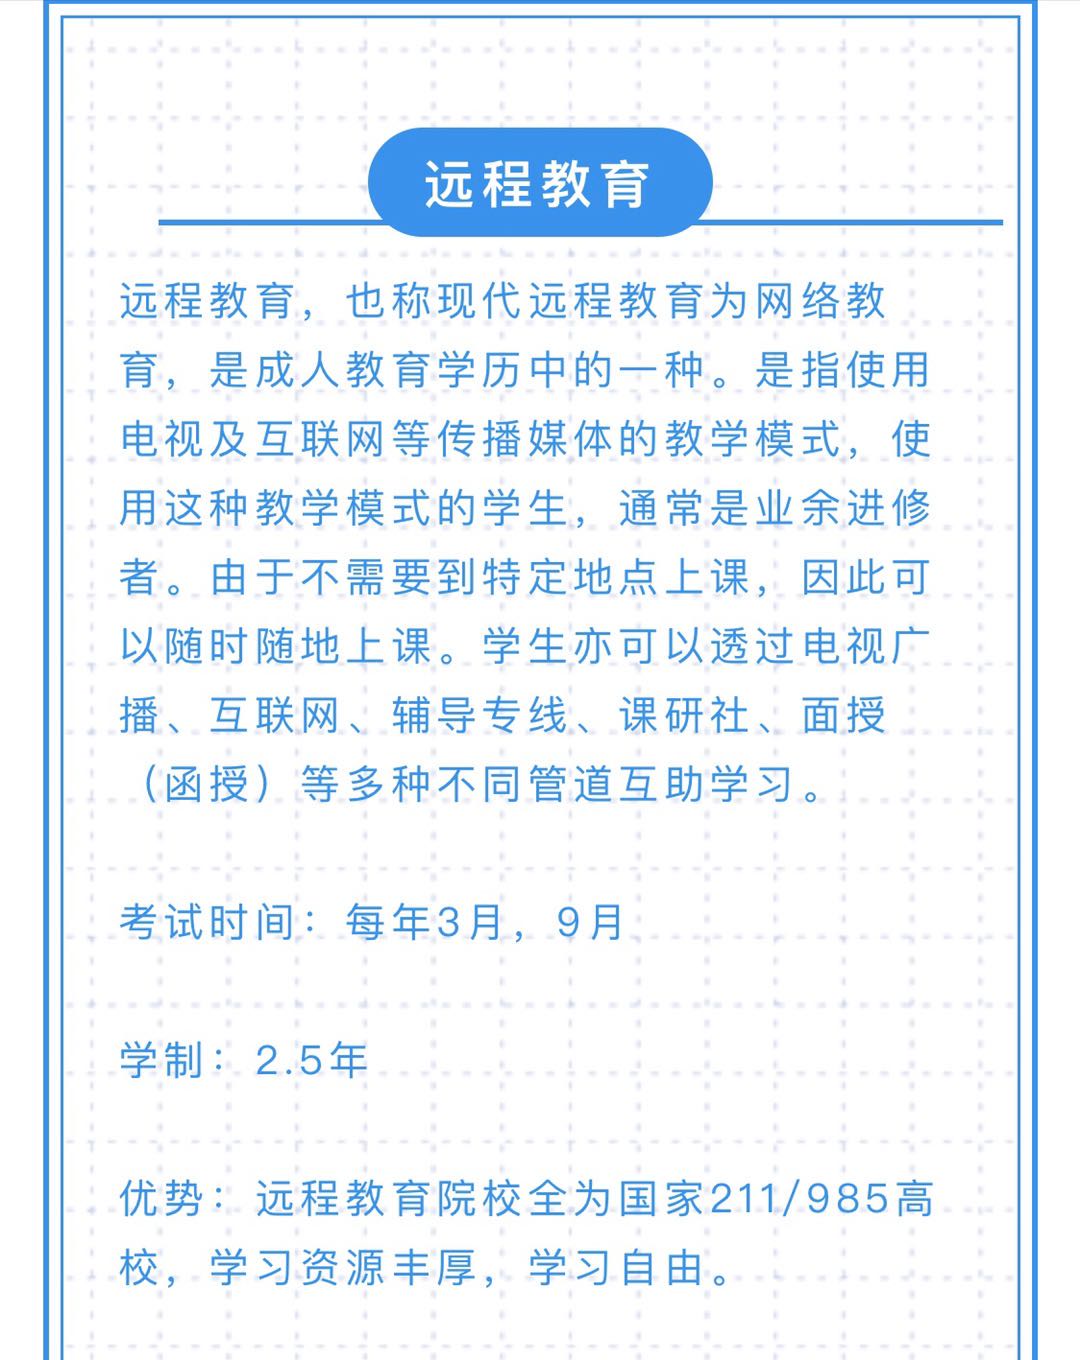 远程教育
远程教育，也称现代远程教育为网络教
育，是成人教育学历中的一种。是指使用
电视及互联网等传播媒体的教学模式，使
用这种教学模式的学生，通常是业余进修
者。由于不需要到特定地点上课，因此可
以随时随地上课。学生亦可以透过电视广
播、互联网、辅导专线、课研社、面授
（函授）等多种不同管道互助学习。
考试时间：每年3月，9月
学制：2.5年
优势：远程教育院校全为国家211/985高
校，学习资源丰厚，学习自由。